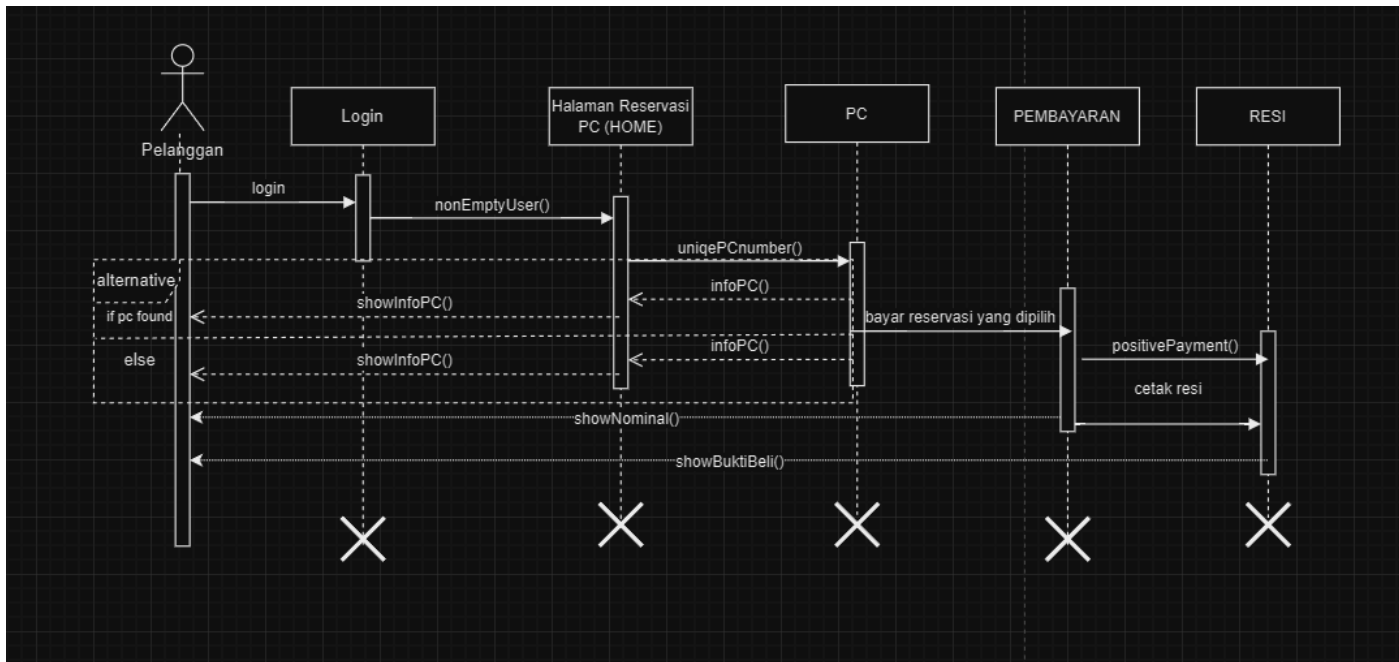 Pelanggan
Login
Halaman Reservasi
PC (HOME)
PC
PEMBAYARAN
RESI
login
nonEmptyUser()
uniqePCnumber()
alternative
infoPC()
showInfoPC()
if pc found
bayar reservasi yang dipilih
infoPC()
positivePayment()
else
showInfoPC()
cetak resi
showNominal()
showBuktiBeli()